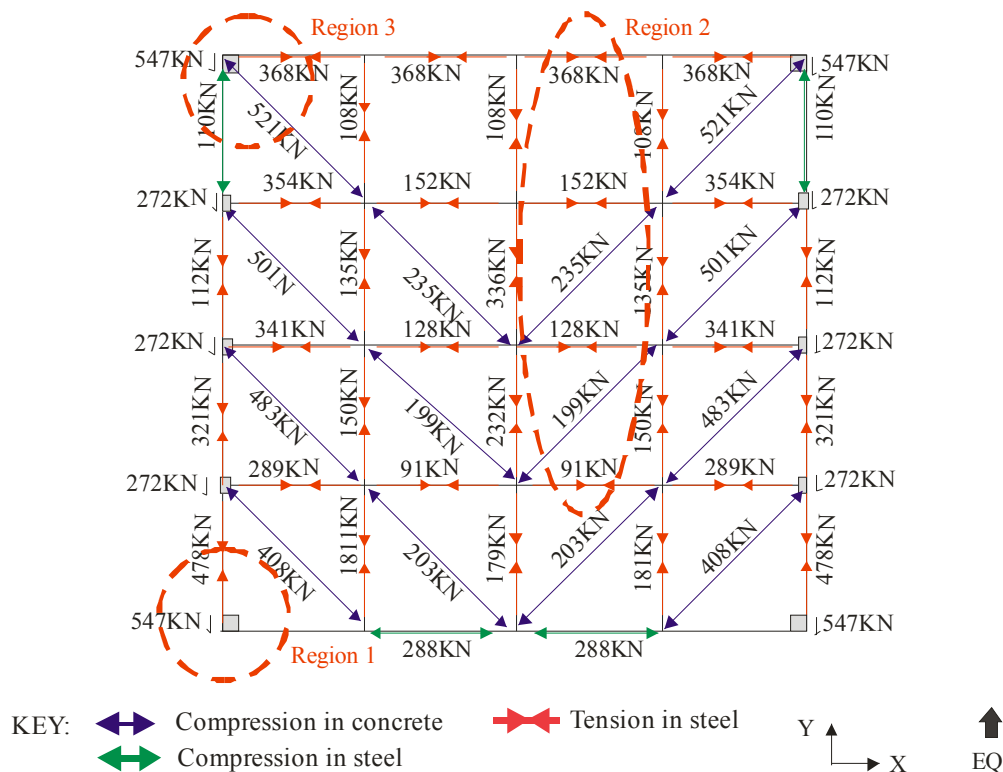 Region 3
Region 2
547KN
368KN
368KN
368KN
368KN
547KN
110KN
521KN
108KN
108KN
108KN
521KN
110KN
272KN
354KN
152KN
152KN
354KN
272KN
112KN
501N
135KN
235KN
336KN
235KN
135KN
501KN
112KN
272KN
341KN
128KN
128KN
341KN
272KN
321KN
483KN
150KN
199KN
232KN
199KN
150KN
483KN
321KN
272KN
289KN
91KN
91KN
289KN
272KN
478KN
408KN
1811KN
203KN
179KN
203KN
181KN
408KN
478KN
547KN
547KN
Region 1
288KN
288KN
KEY:
Compression in concrete
Tension in steel
Compression in steel
Y
X
EQ